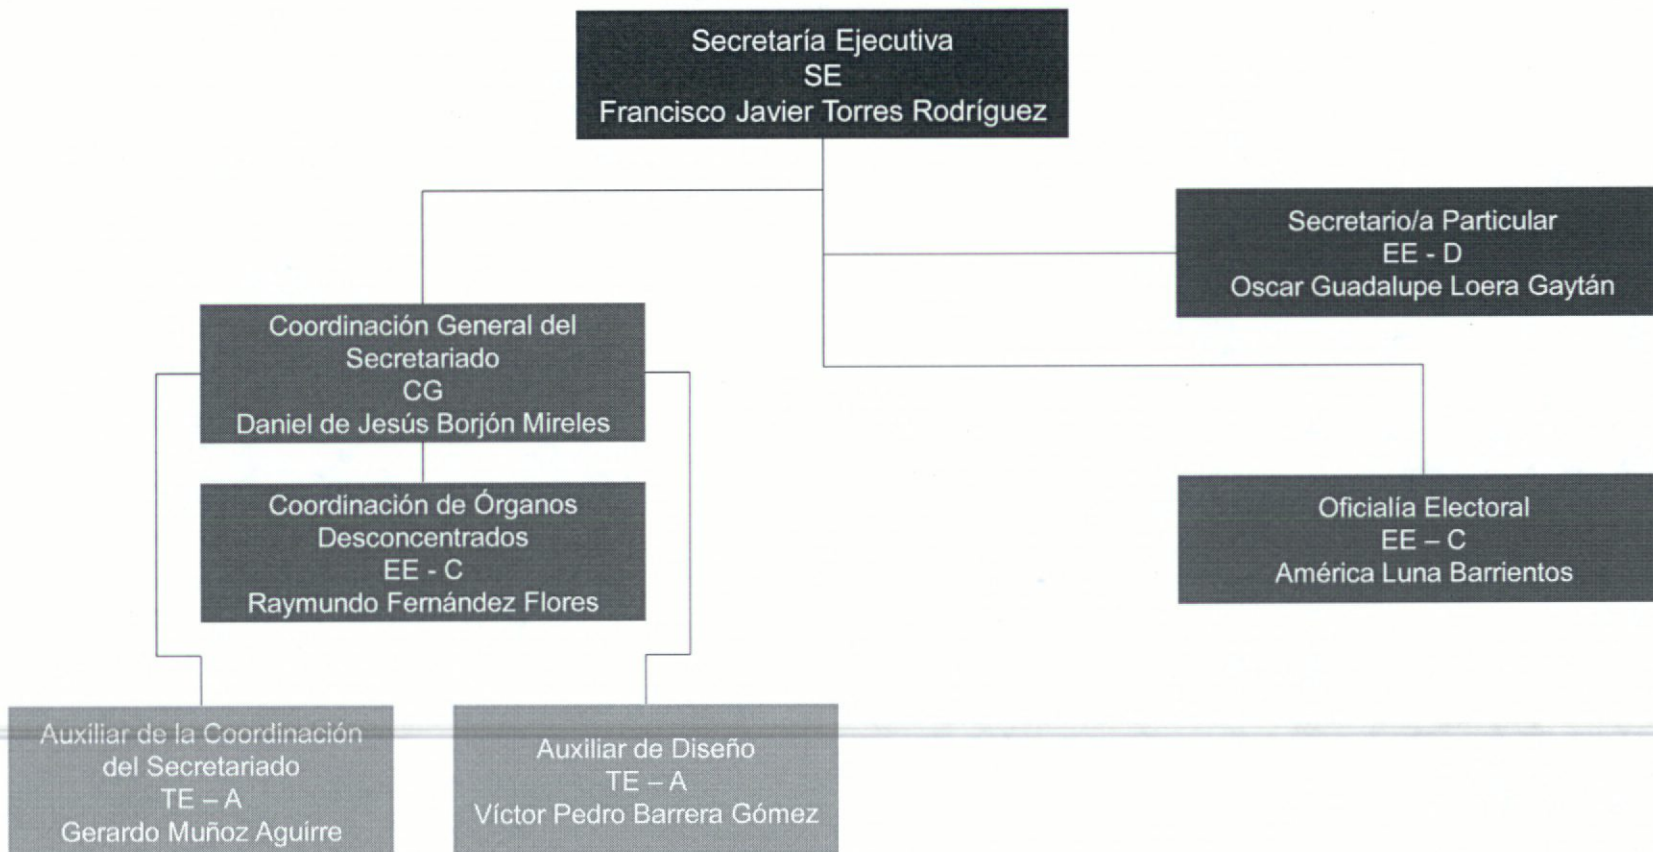 Secretaría Ejecutiva
SE
Francisco Javier Torres Rodríguez
Secretario/a Particular
EE - D
Oscar Guadalupe Loera Gaytán
Coordinación General del
Secretariado
CG
Daniel de Jesús Borjón Mireles
Coordinación de Órganos
Desconcentrados
EE - C
Raymundo Fernández Flores
Oficialía Electoral
EE – C
América Luna Barrientos
Auxiliar de la Coordinación
del Secretariado
TE – A
Gerardo Muñoz Aguirre
Auxiliar de Diseño
TE – A
Víctor Pedro Barrera Gómez